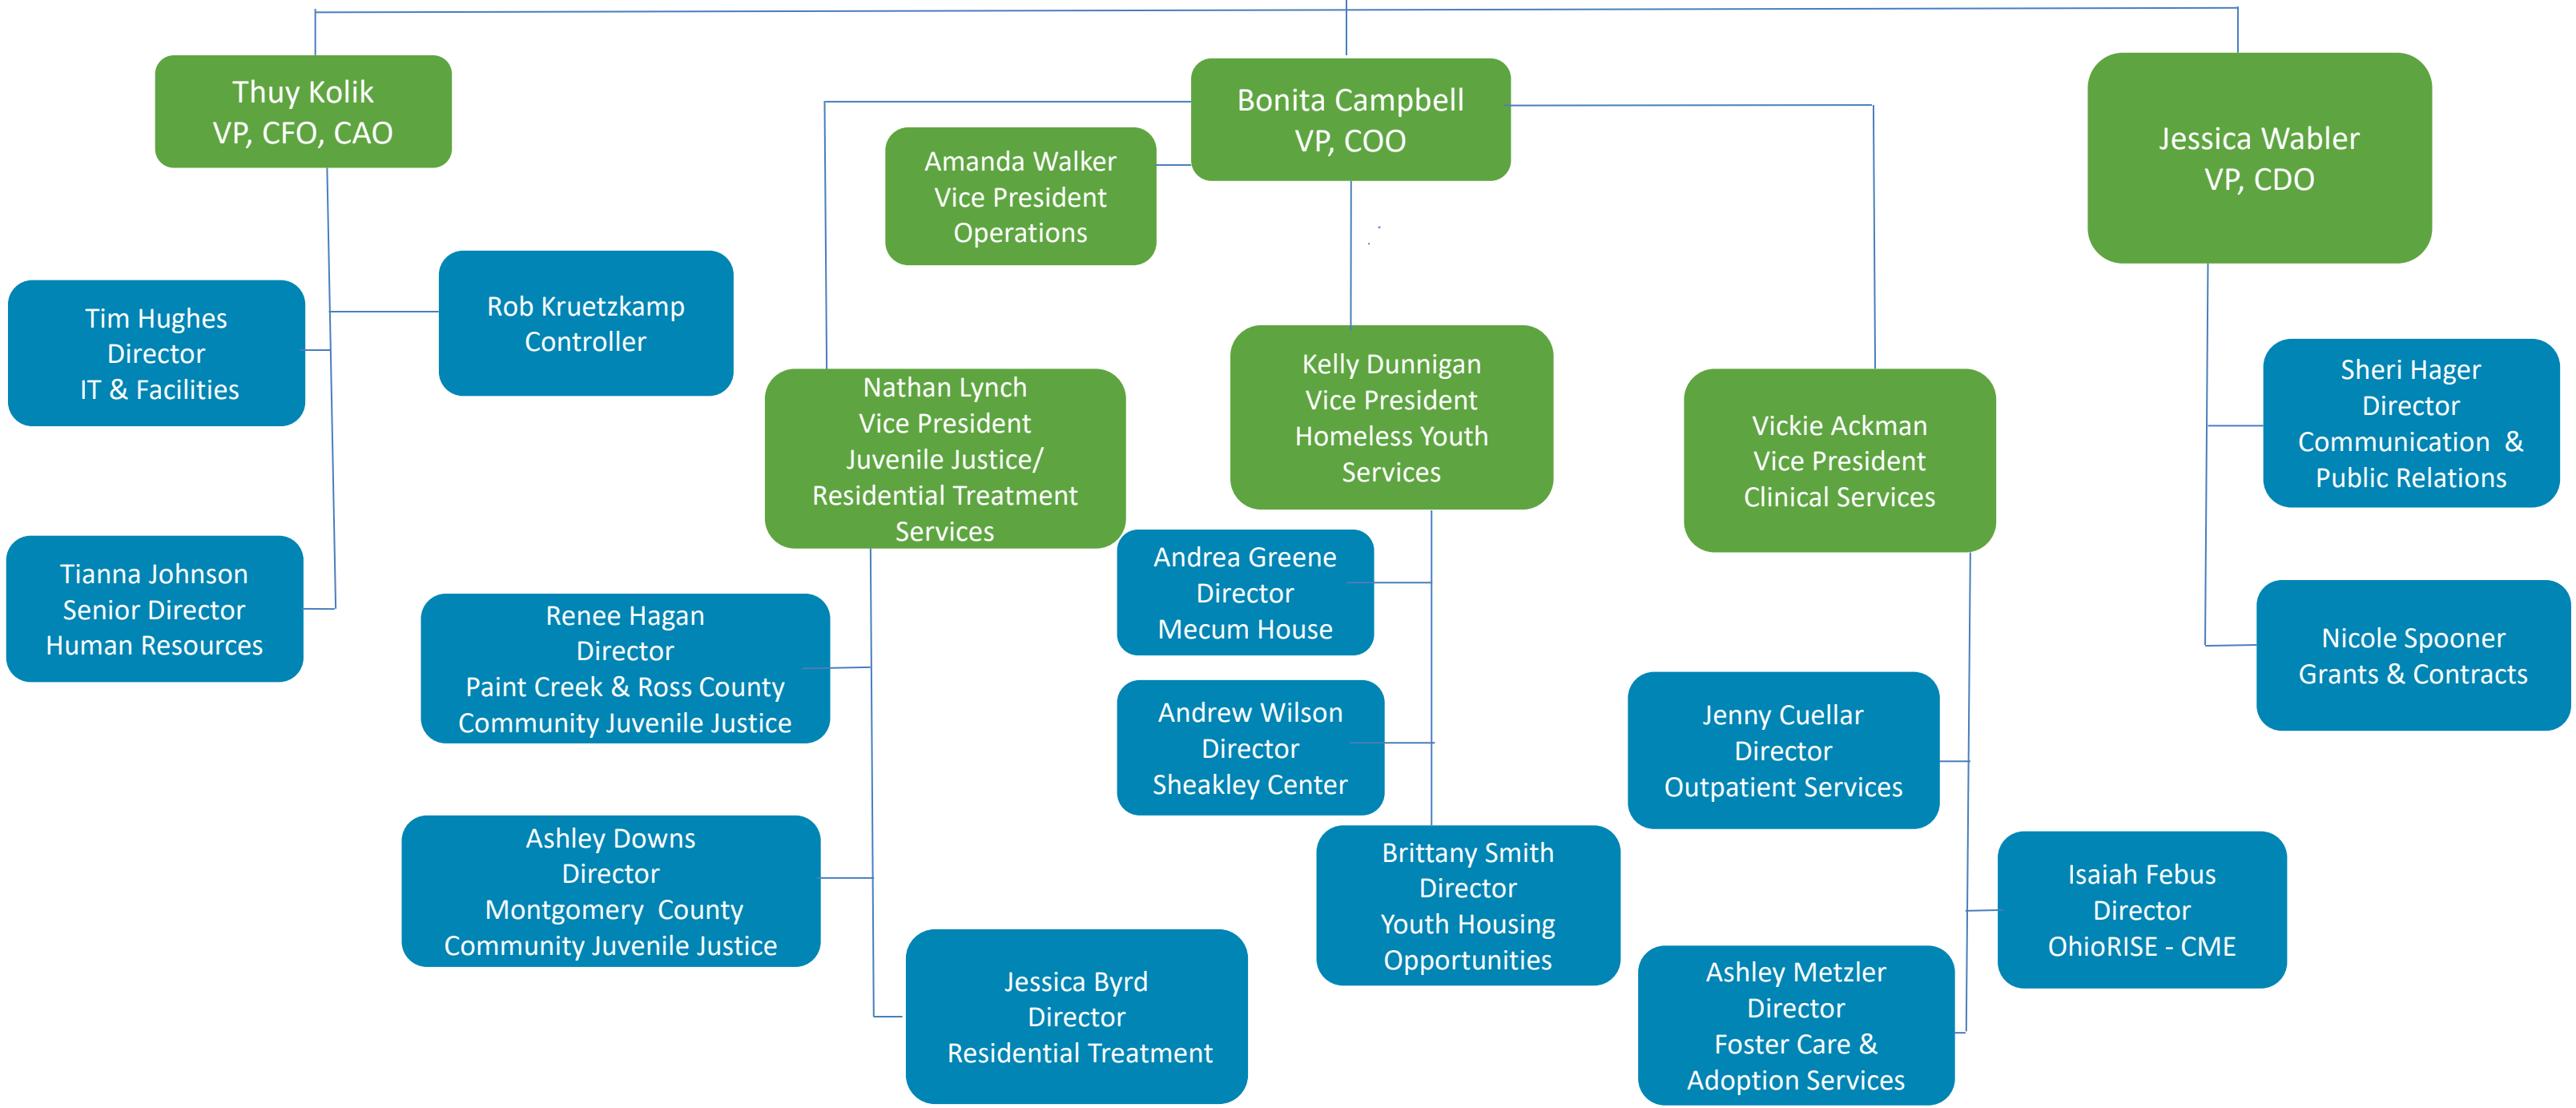 Thuy Kolik
VP, CFO, CAO
Bonita Campbell
VP, COO
Jessica Wabler
VP, CDO
Amanda Walker
Vice President
Operations
Tim Hughes
Director
IT & Facilities
Rob Kruetzkamp
Controller
Tianna Johnson
Senior Director
Human Resources
Nathan Lynch
Vice President
Juvenile Justice/
Residential Treatment
Services
Kelly Dunnigan
Vice President
Homeless Youth
Services
Vickie Ackman
Vice President
Clinical Services
Sheri Hager
Director
Communication  &
Public Relations
Nicole Spooner
Grants & Contracts
Renee Hagan
Director
Paint Creek & Ross County
Community Juvenile Justice
Ashley Downs
Director
Montgomery  County
Community Juvenile Justice
Jessica Byrd
Director
Residential Treatment
Andrea Greene
Director
Mecum House
Andrew Wilson
Director
Sheakley Center
Brittany Smith
Director
Youth Housing
Opportunities
Jenny Cuellar
Director
Outpatient Services
Isaiah Febus
Director
OhioRISE - CME
Ashley Metzler
Director
Foster Care &
Adoption Services